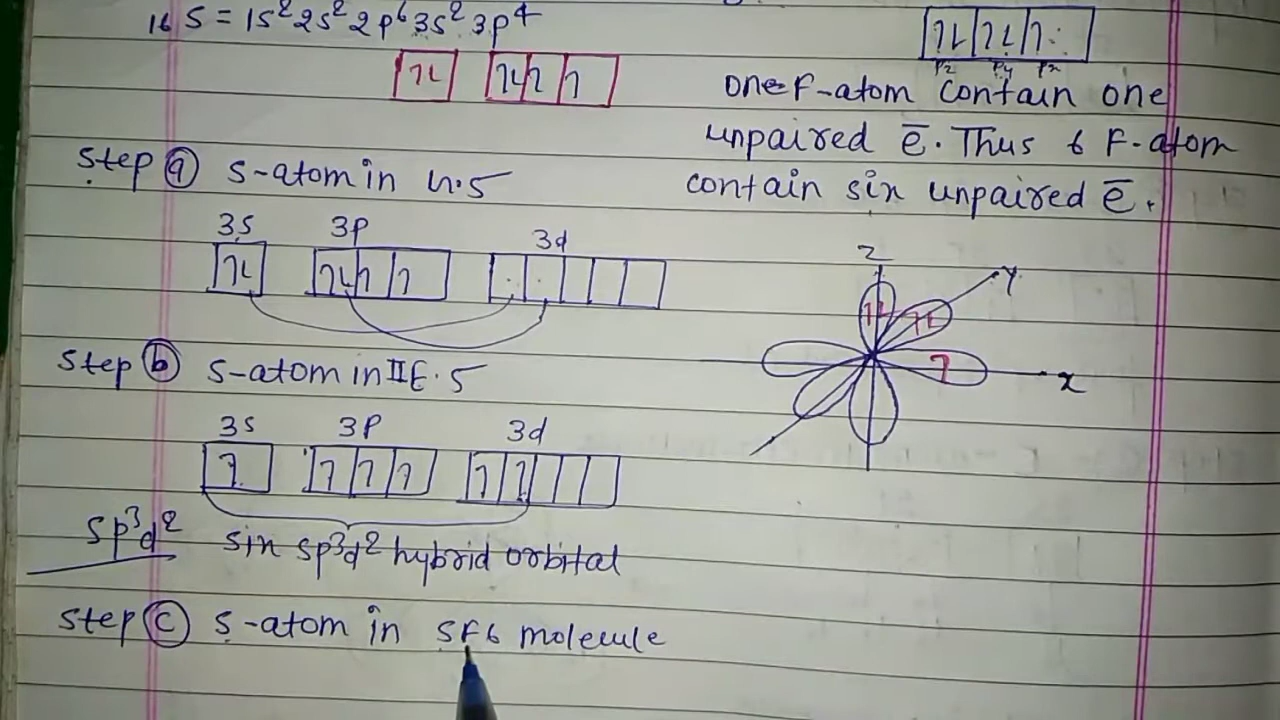 16 S = 1s² 2s² 2p⁶ 3s² 3p⁴
Pz Py Px
one F-atom contain one
unpaired e̅. Thus 6 F-atom
contain six unpaired e̅.
Step (a) S-atom in G.S
3s 3p 3d
Z
Y
x
Step (b) S-atom in II E.S
3s 3p 3d
sp³d² six sp³d² hybrid orbital
Step (c) S-atom in SF6 molecule